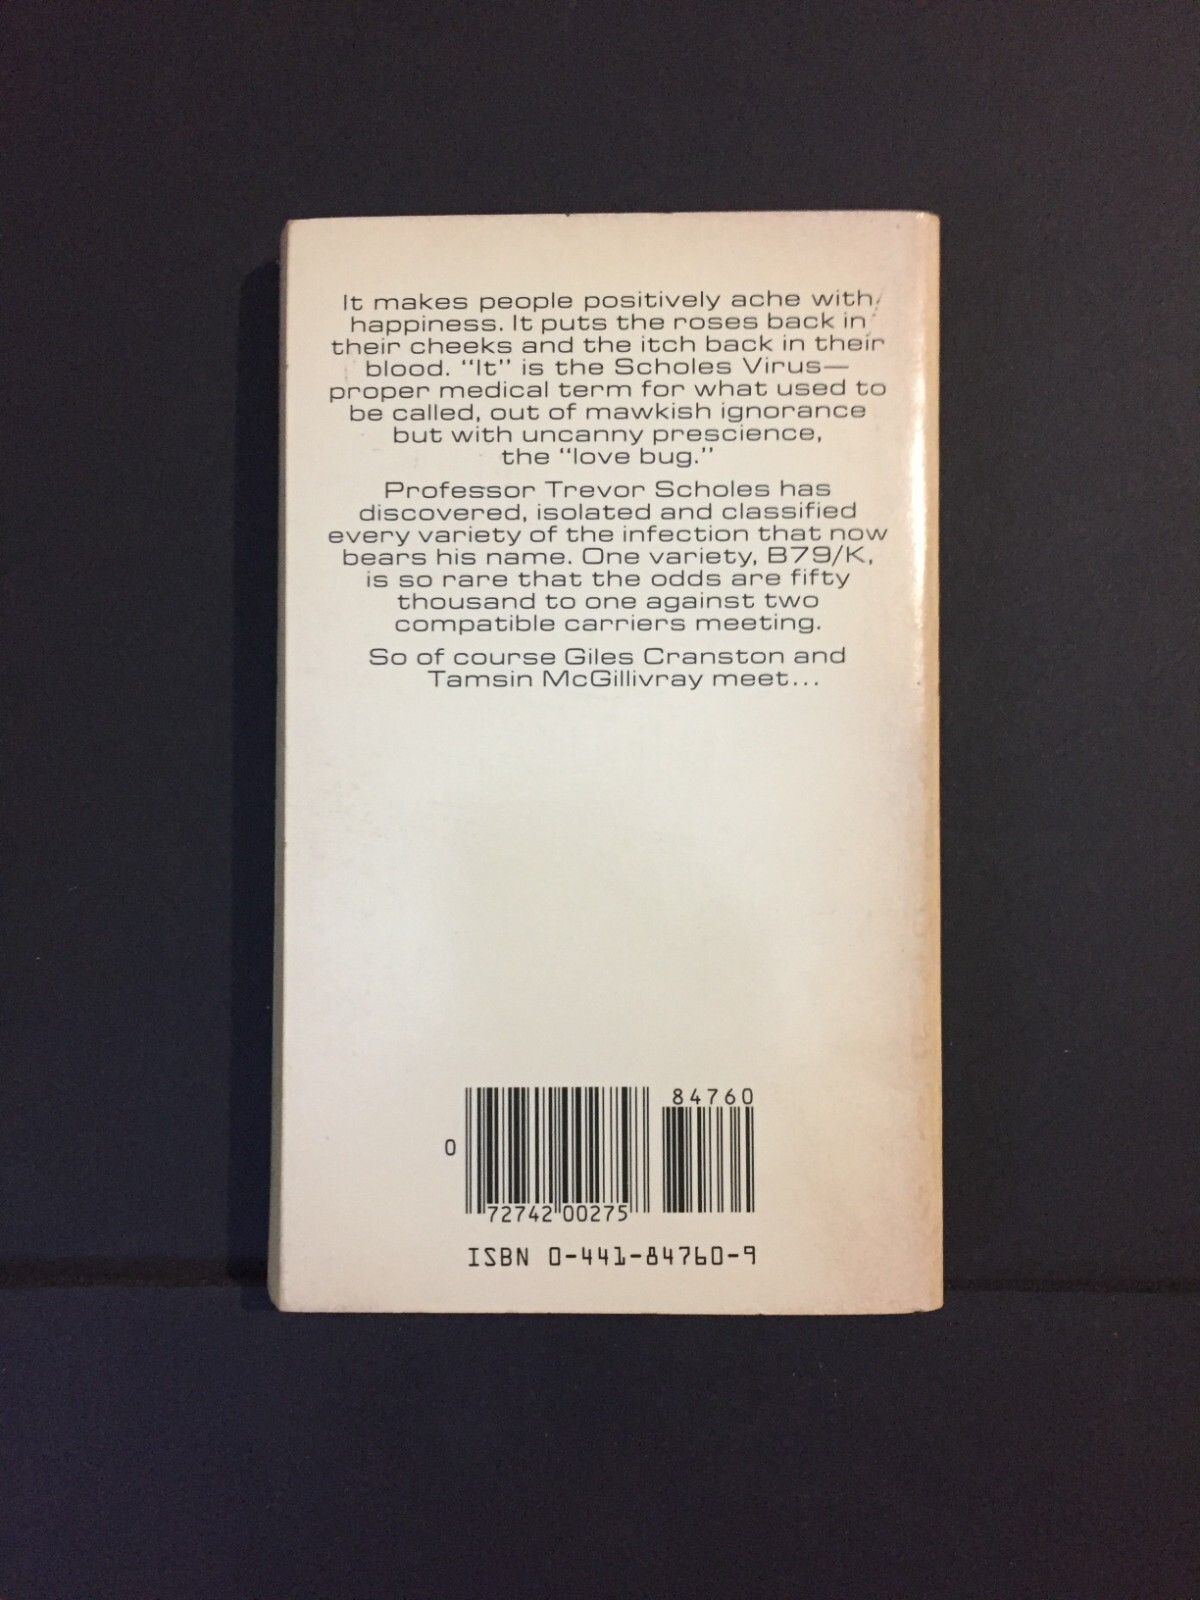 It makes people positively ache with
happiness. It puts the roses back in
their cheeks and the itch back in their
blood. "It" is the Scholes Virus—
proper medical term for what used to
be called, out of mawkish ignorance
but with uncanny prescience,
the "love bug."
Professor Trevor Scholes has
discovered, isolated and classified
every variety of the infection that now
bears his name. One variety, B79/K,
is so rare that the odds are fifty
thousand to one against two
compatible carriers meeting.
So of course Giles Cranston and
Tamsin McGillivray meet...
84760
0
72742 00275
ISBN 0-441-84760-9